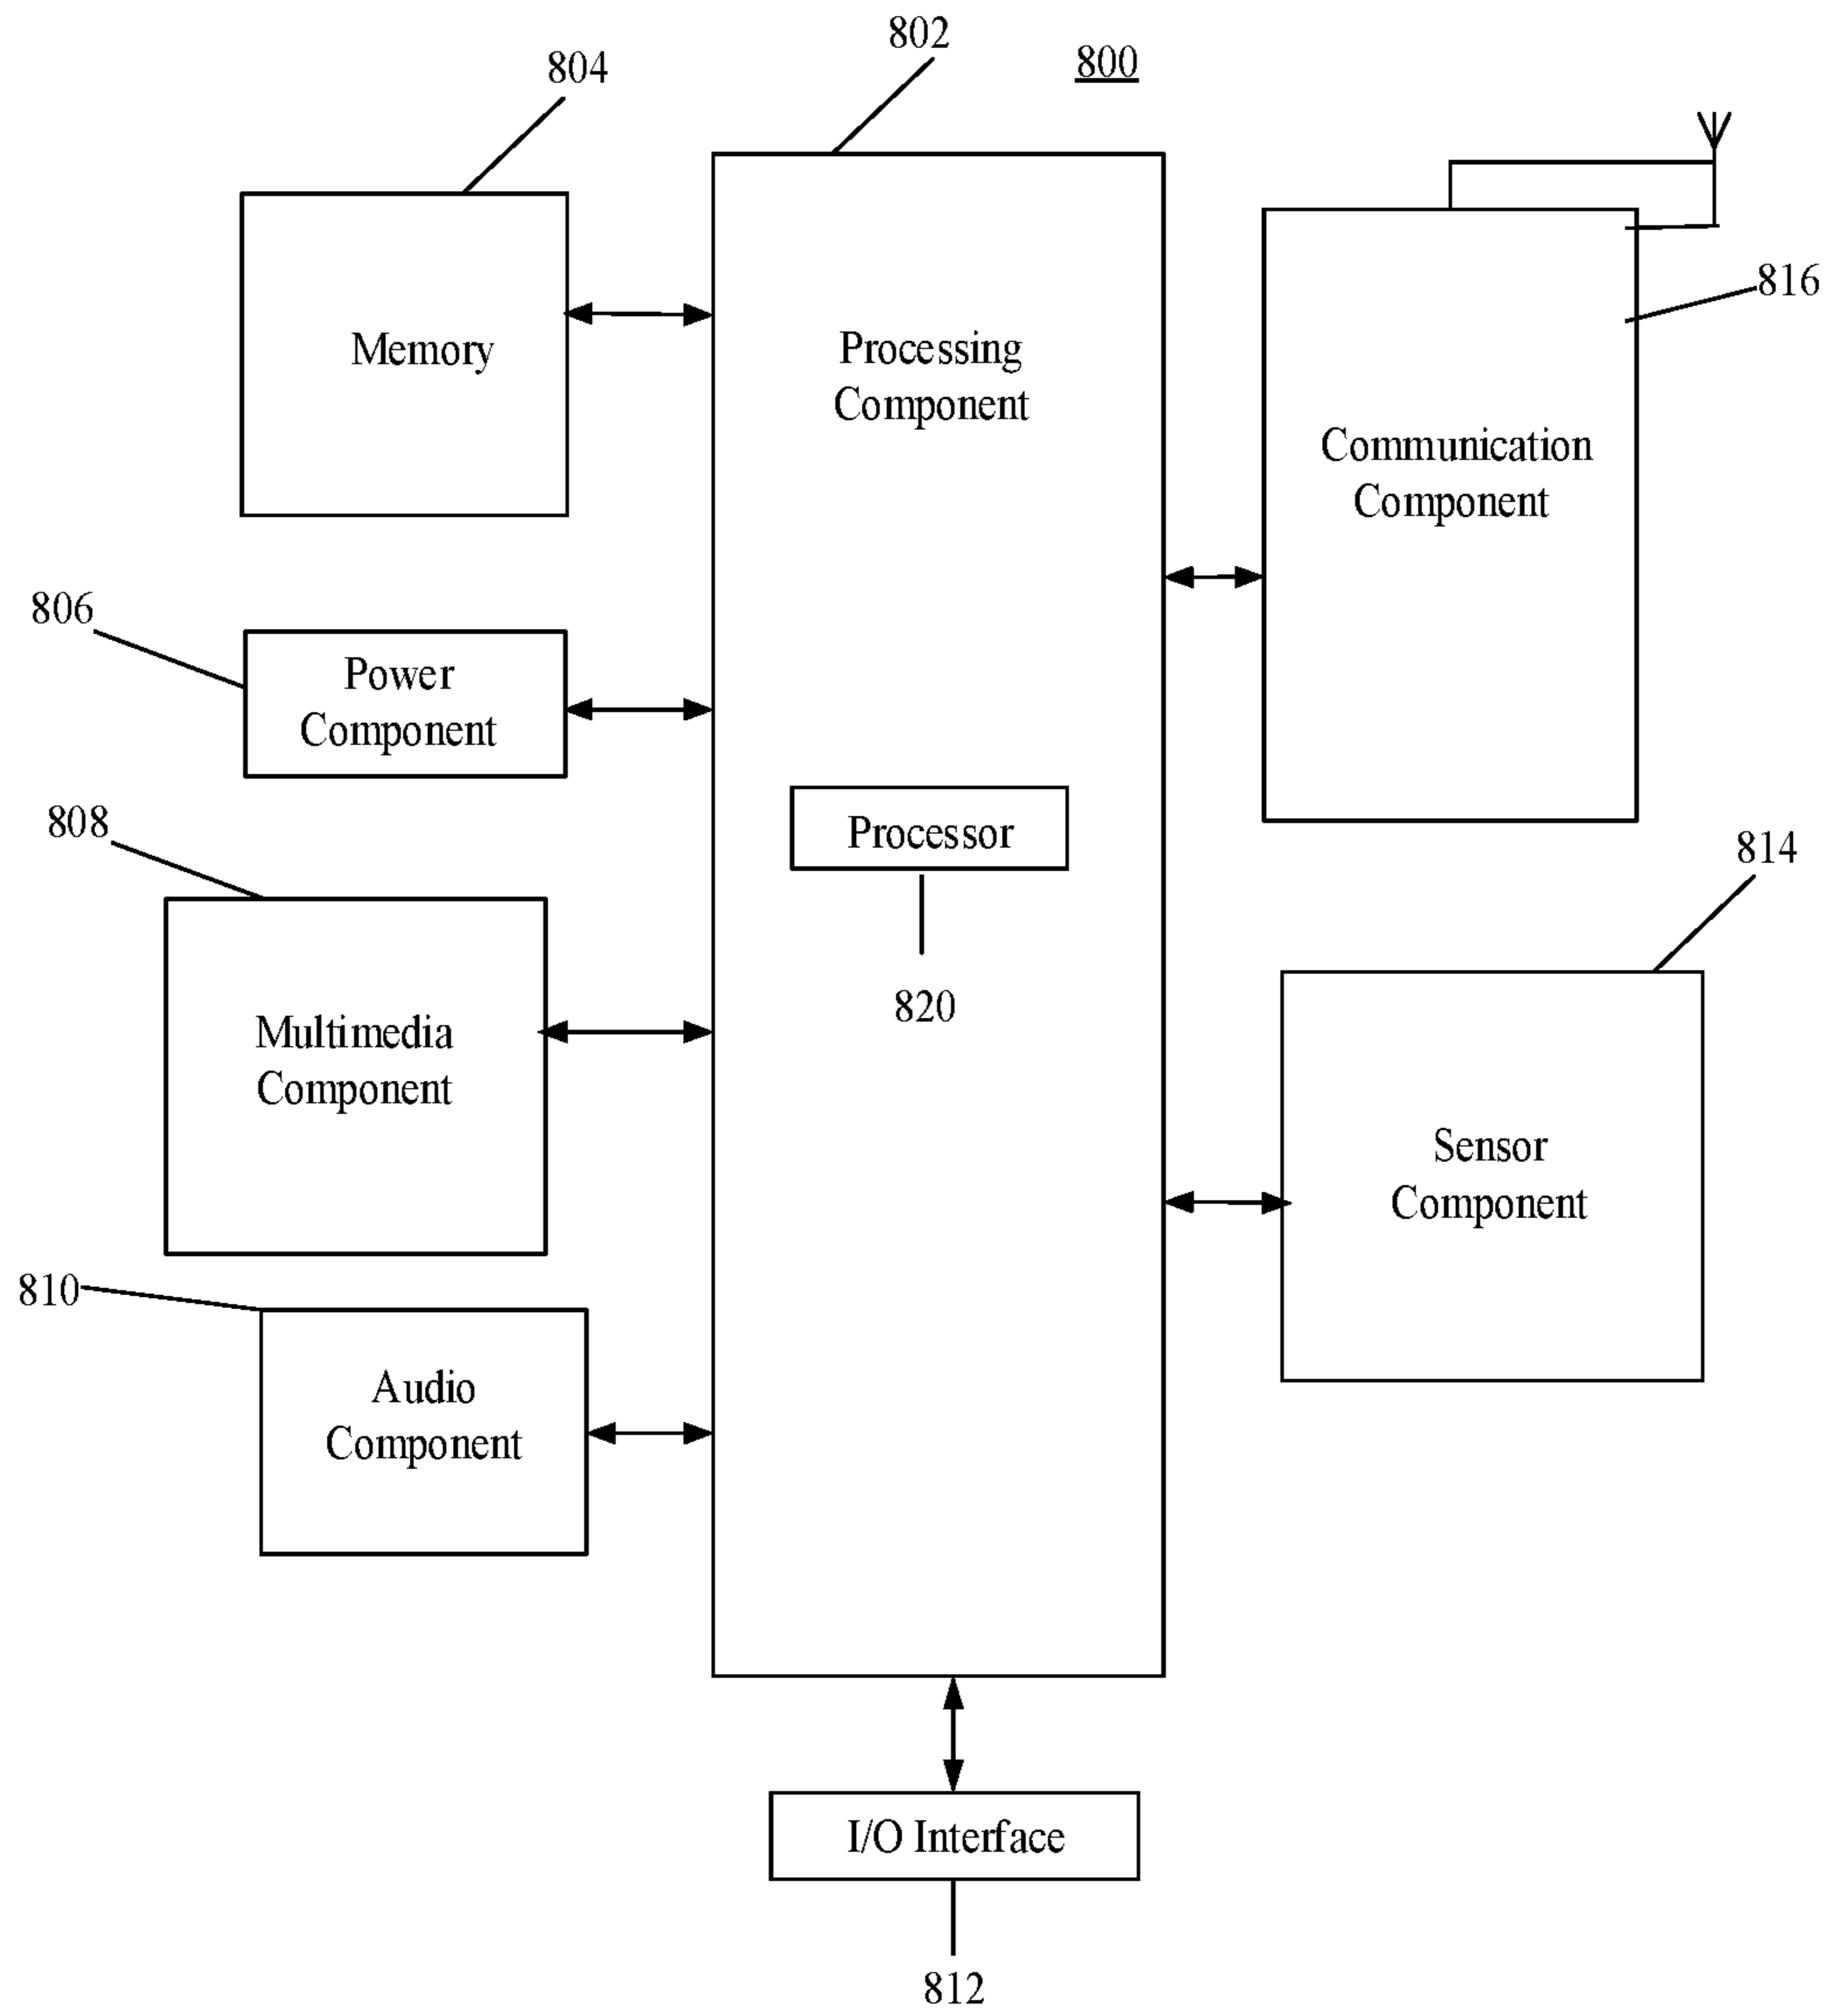 802
800
804
816
Memory
Processing
Component
Communication
Component
806
Power
Component
808
Processor
814
820
Multimedia
Component
Sensor
Component
810
Audio
Component
I/O Interface
812